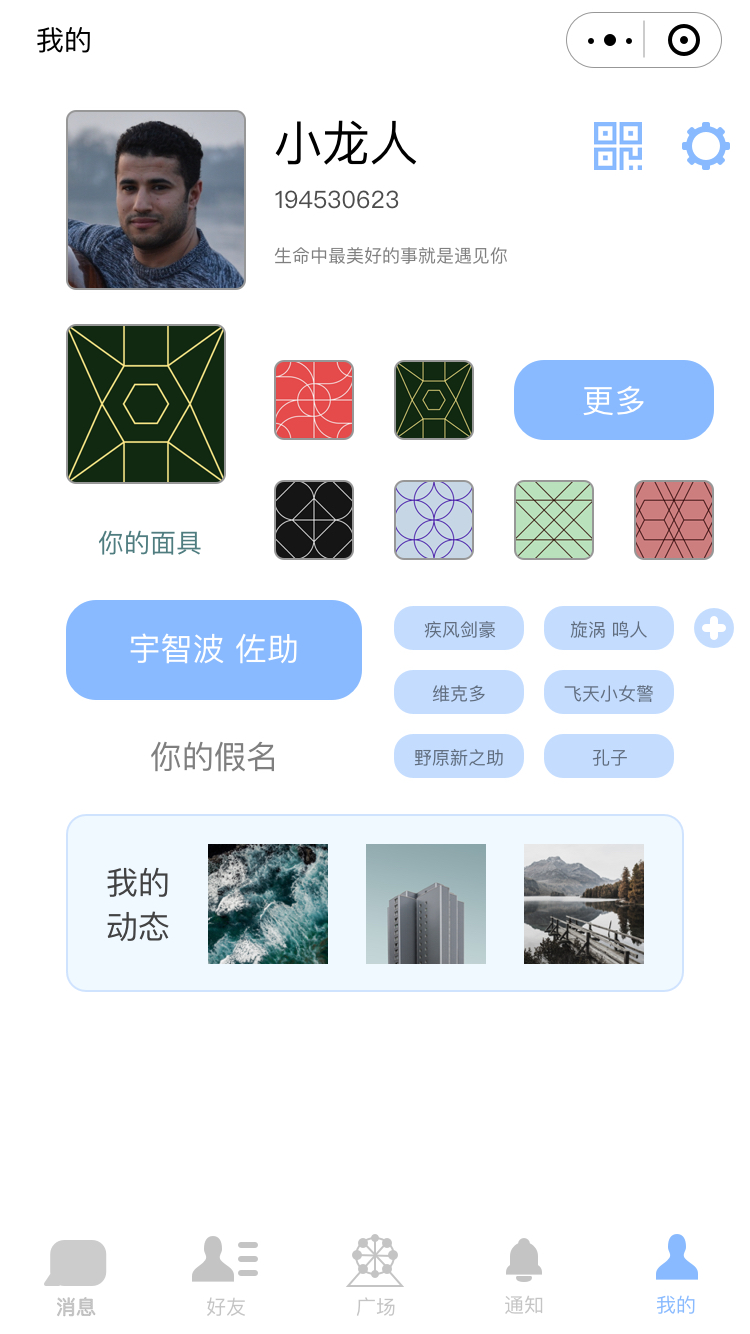 我的
小龙人
194530623
生命中最美好的事就是遇见你
更多
你的面具
宇智波 佐助
疾风剑豪
旋涡 鸣人
维克多
飞天小女警
你的假名
野原新之助
孔子
我的
动态
消息
好友
广场
通知
我的